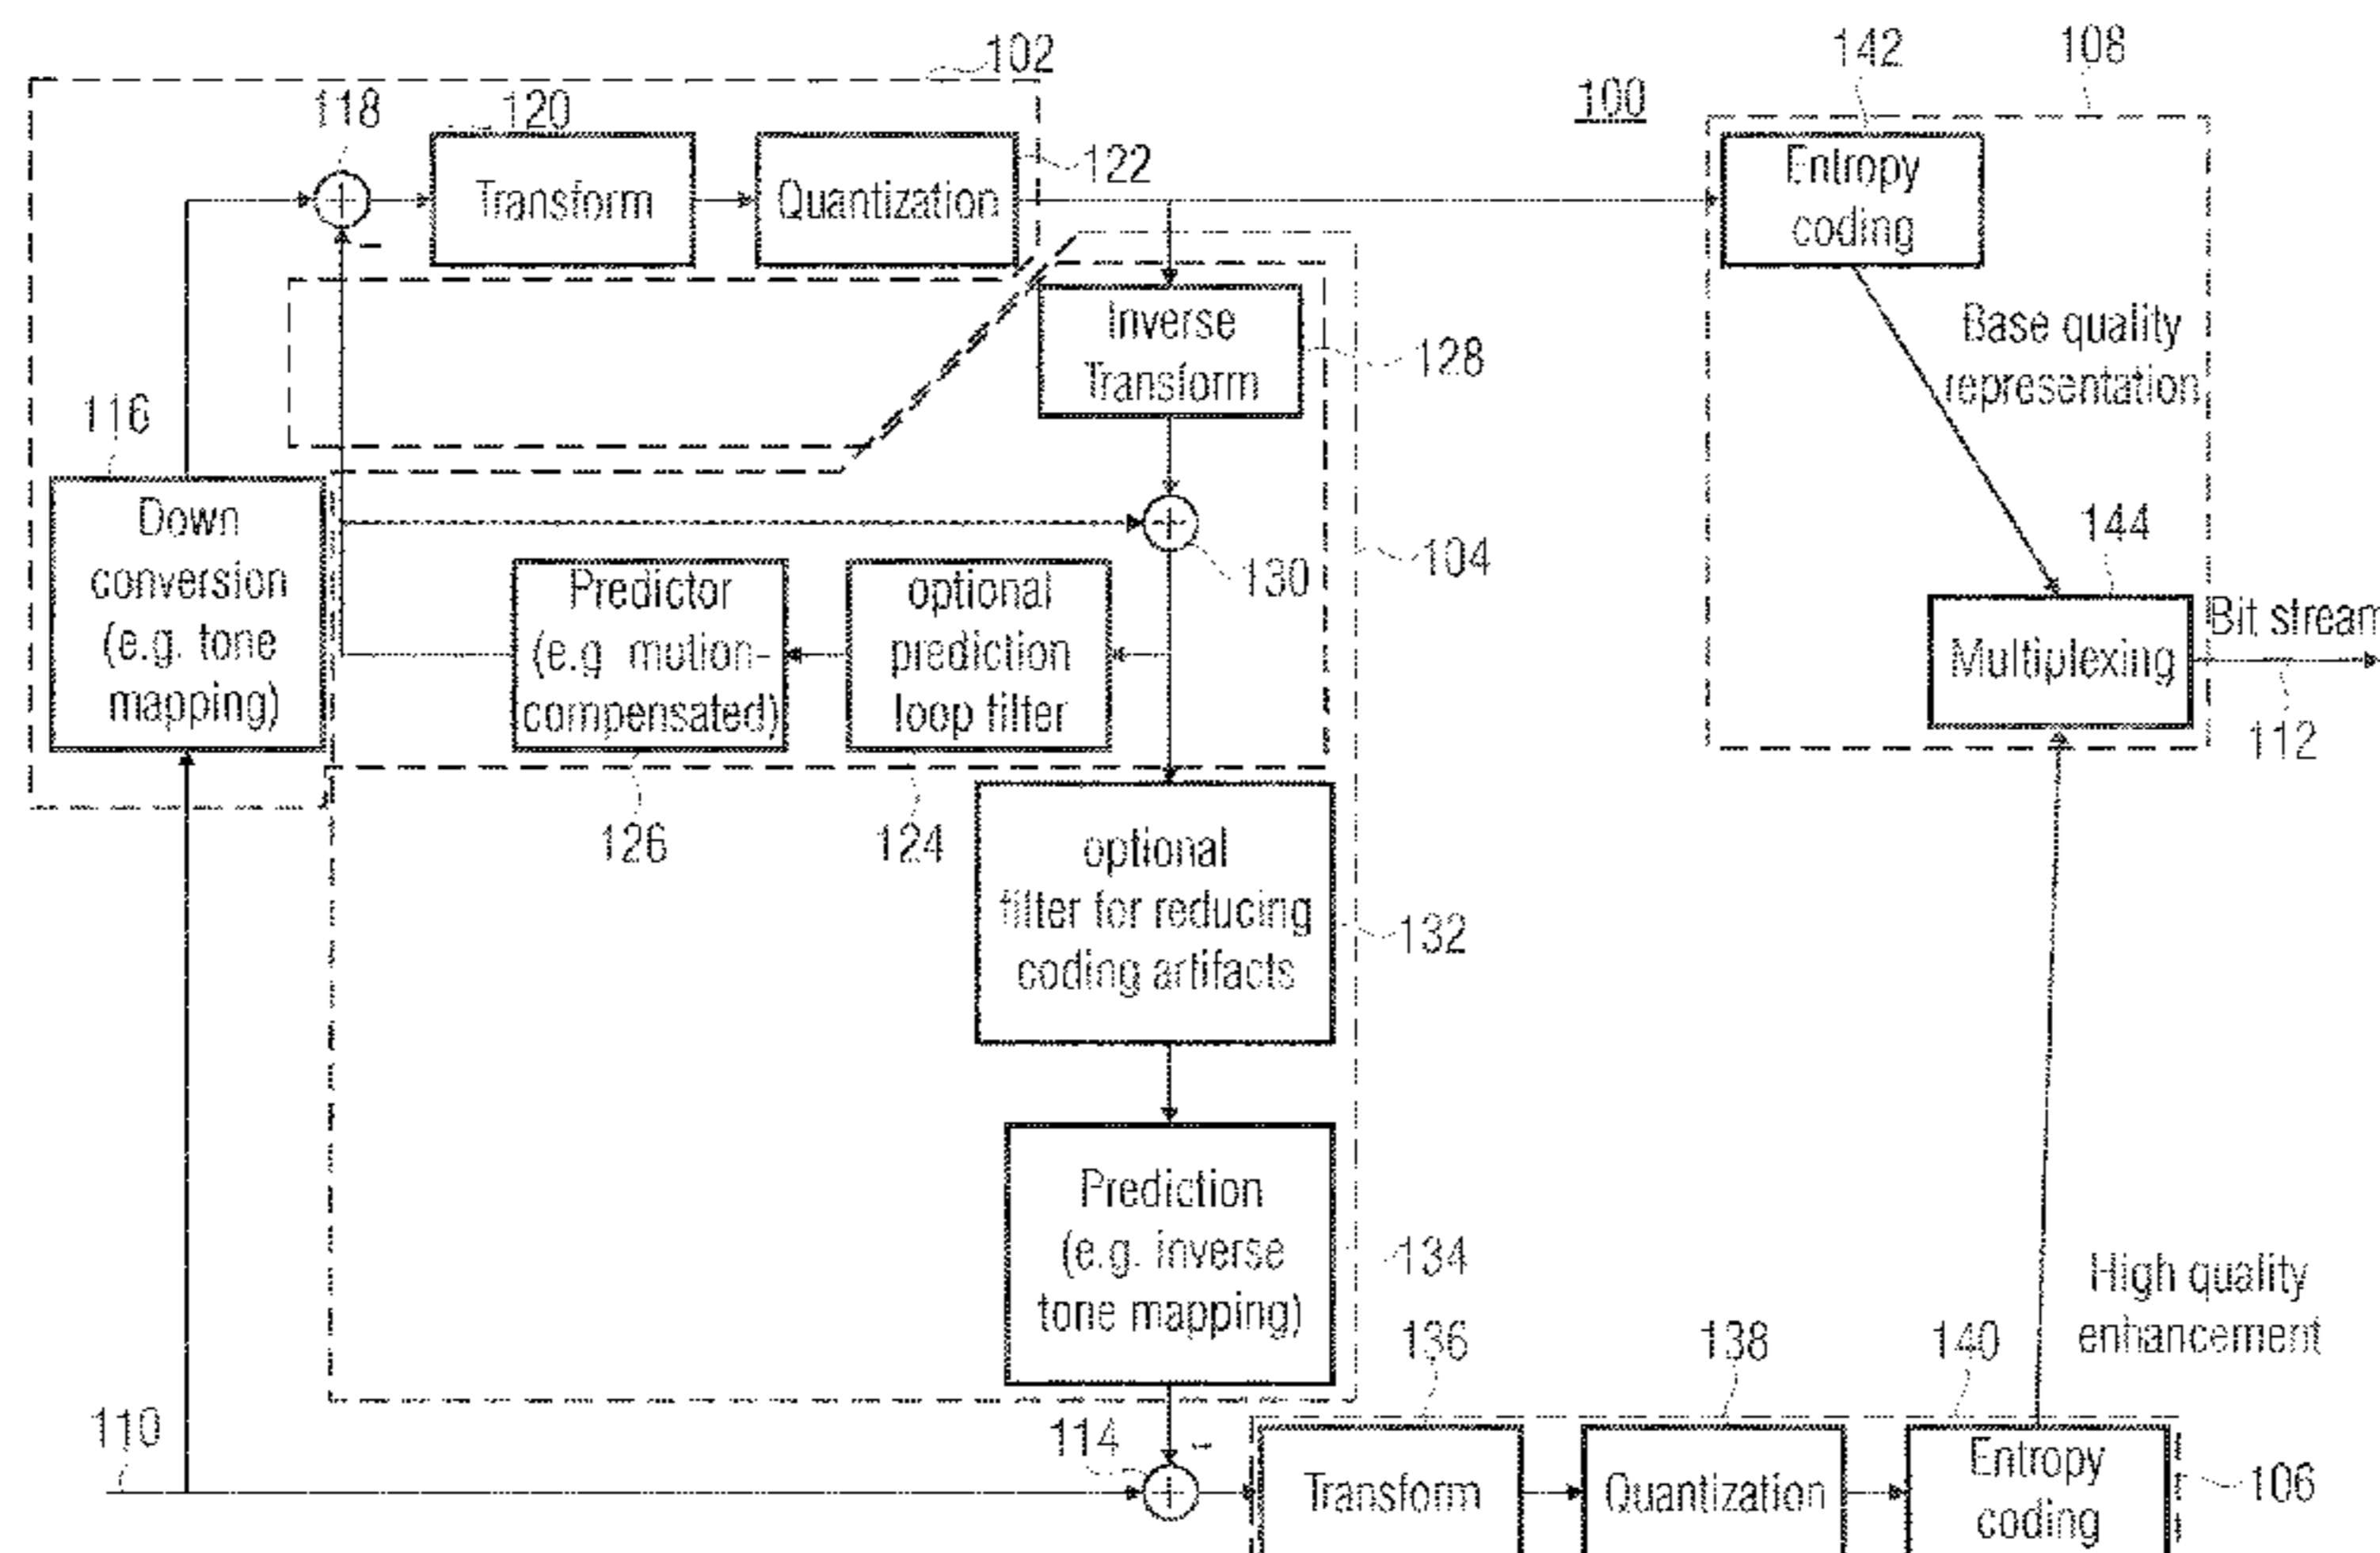 102
118
120
122
100
142
108
Transform
Quantization
Entropy
coding
Inverse
Transform
128
Base quality
representation
116
Down
conversion
(e.g. tone
mapping)
130
104
144
Predictor
(e.g motion-
compensated)
optional
prediction
loop filter
Multiplexing
Bit stream
112
126
124
optional
filter for reducing
coding artifacts
132
Prediction
(e.g. inverse
tone mapping)
134
High quality
enhancement
136
138
140
110
114
Transform
Quantization
Entropy
coding
106